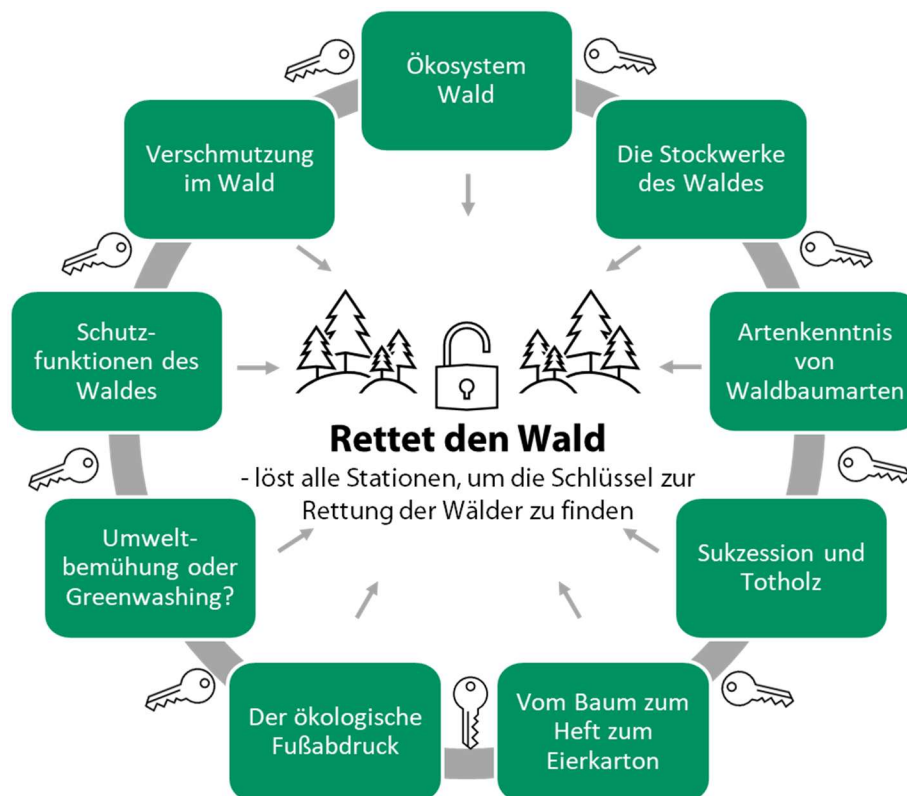 Ökosystem
Wald
Die Stockwerke
des Waldes
Artenkenntnis
von
Waldbaumarten
Sukzession und
Totholz
Vom Baum zum
Heft zum
Eierkarton
Der ökologische
Fußabdruck
Umwelt-
bemühung oder
Greenwashing?
Schutz-
funktionen des
Waldes
Verschmutzung
im Wald
Rettet den Wald
- löst alle Stationen, um die Schlüssel zur
Rettung der Wälder zu finden